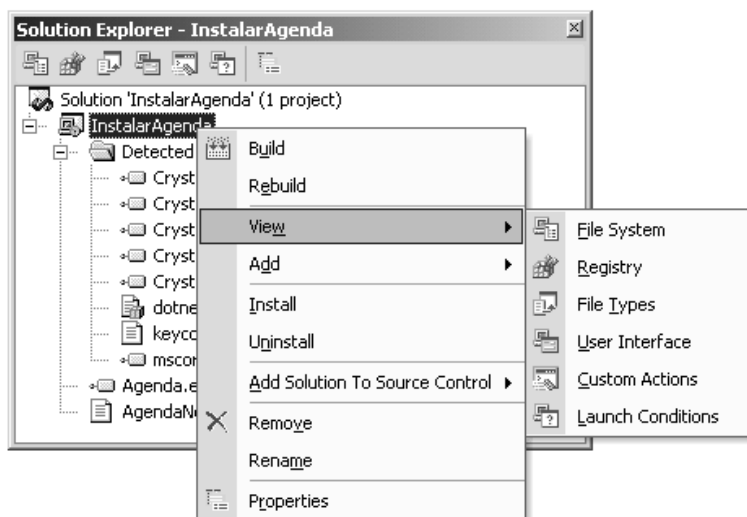 Solution Explorer - InstalarAgenda
Solution 'InstalarAgenda' (1 project)
InstalarAgenda
Detected
Cryst
Cryst
Cryst
Cryst
Cryst
dotne
keyco
mscor
Agenda.e
AgendaN
Build
Rebuild
View
Add
Install
Uninstall
Add Solution To Source Control
Remove
Rename
Properties
File System
Registry
File Types
User Interface
Custom Actions
Launch Conditions